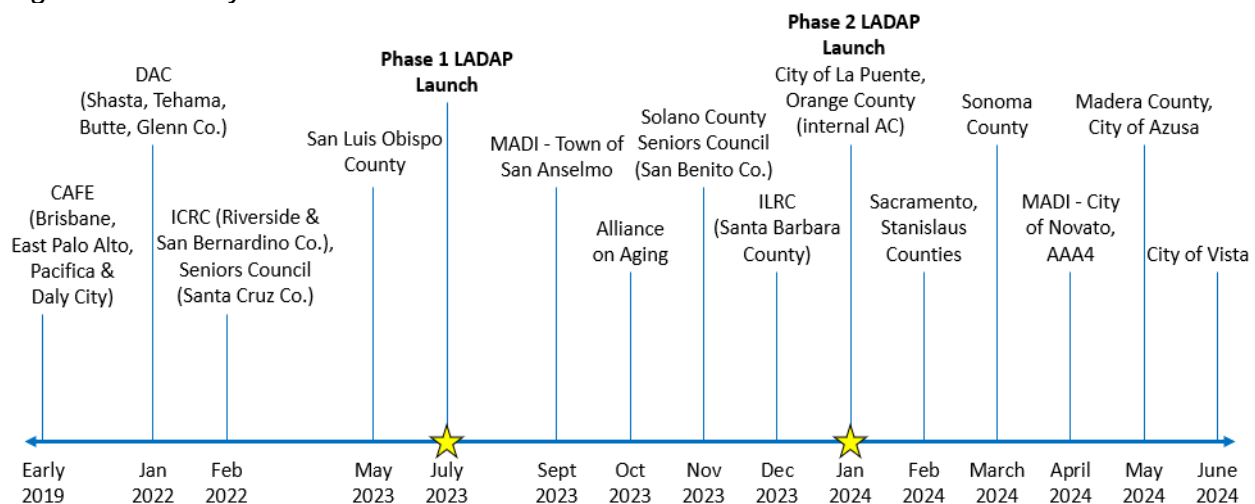 Phase 1 LADAP
Launch
Phase 2 LADAP
Launch
DAC
(Shasta, Tehama,
Butte, Glenn Co.)
City of La Puente,
Orange County
(internal AC)
Sonoma
County
Madera County,
City of Azusa
San Luis Obispo
County
MADI - Town of
San Anselmo
Solano County
Seniors Council
(San Benito Co.)
CAFE
(Brisbane,
East Palo Alto,
Pacifica &
Daly City)
ICRC (Riverside &
San Bernardino Co.),
Seniors Council
(Santa Cruz Co.)
Alliance
on Aging
ILRC
(Santa Barbara
County)
Sacramento,
Stanislaus
Counties
MADI - City
of Novato,
AAA4
City of Vista
Early
2019
Jan
2022
Feb
2022
May
2023
July
2023
Sept
2023
Oct
2023
Nov
2023
Dec
2023
Jan
2024
Feb
2024
March
2024
April
2024
May
2024
June
2024